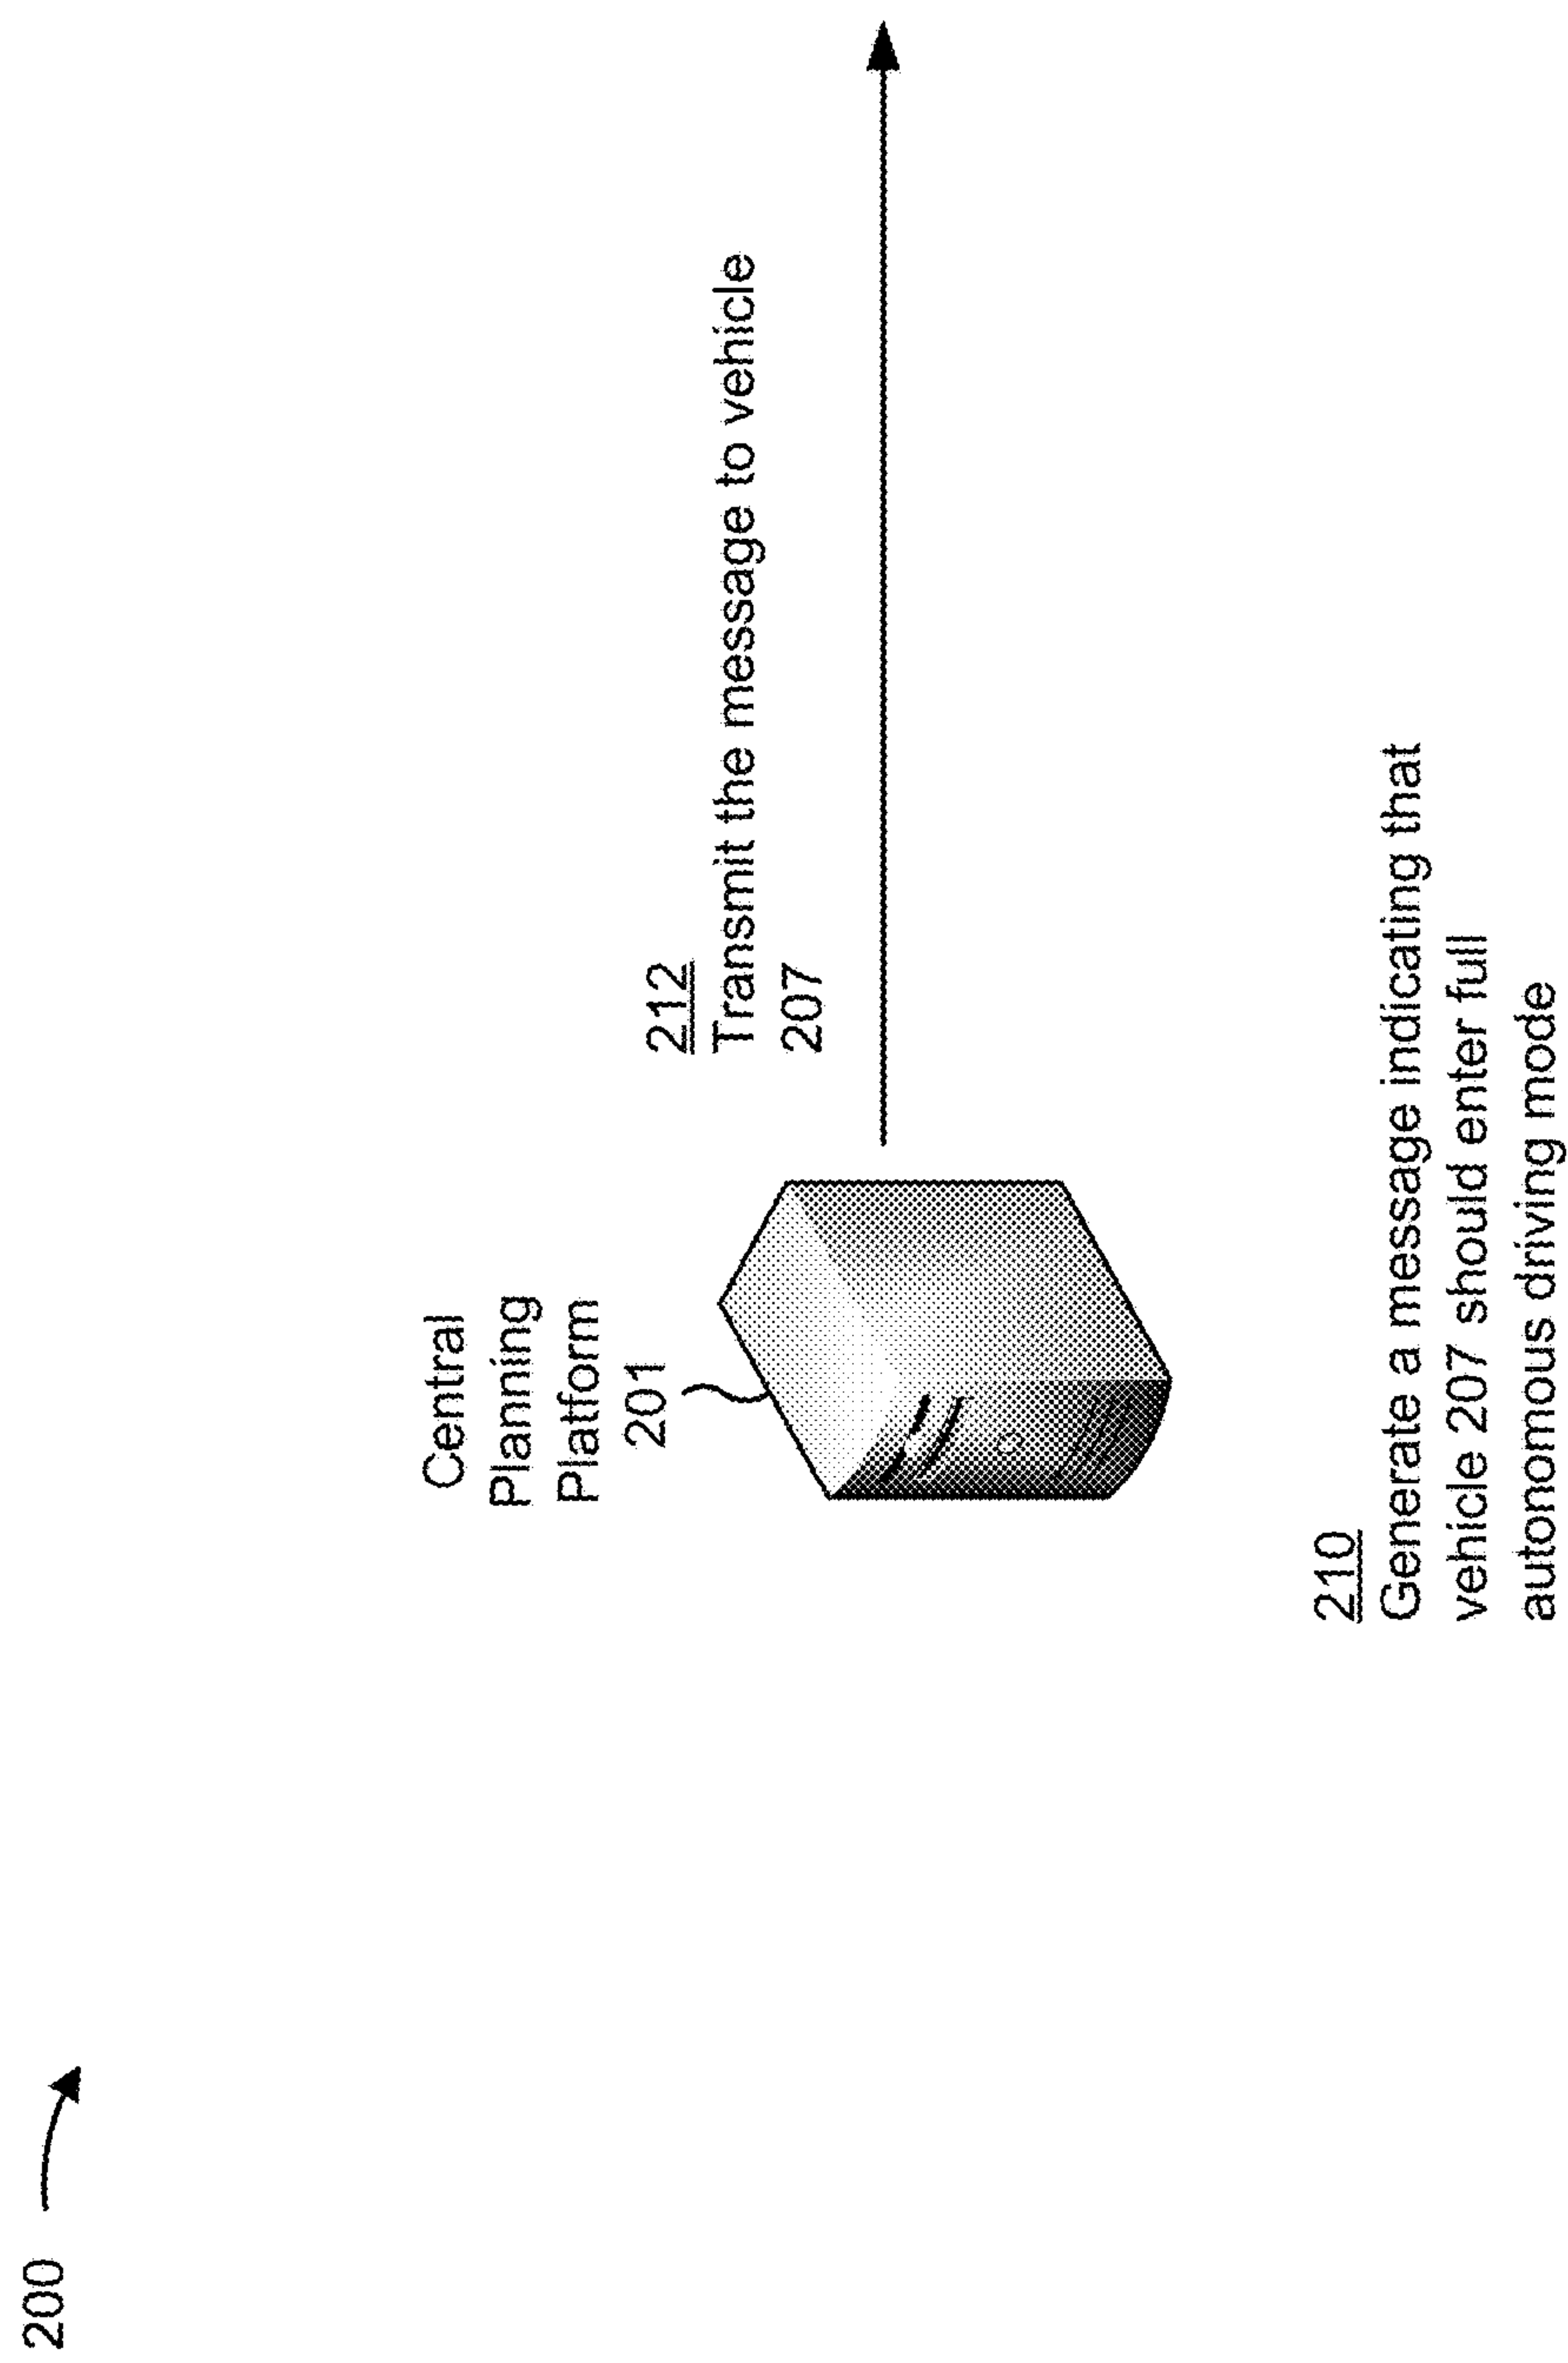 200
Central
Planning
Platform
201
212
Transmit the message to vehicle
207
210
Generate a message indicating that
vehicle 207 should enter full
autonomous driving mode